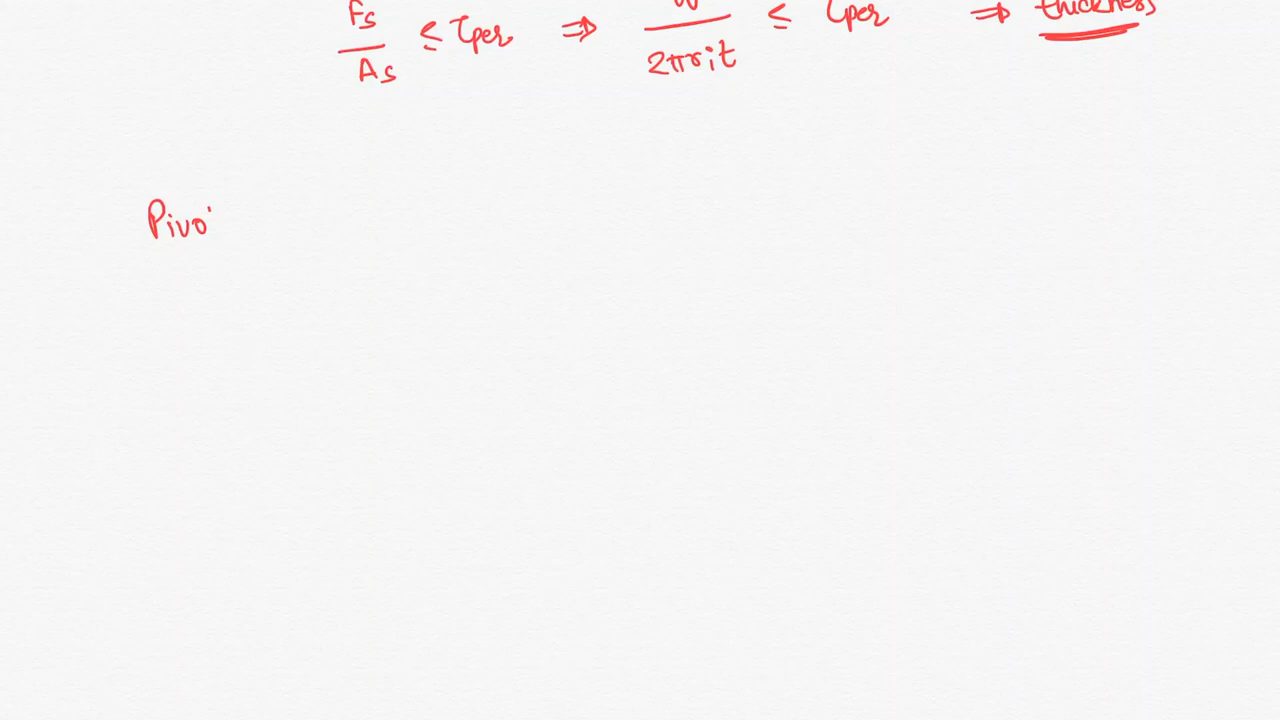 Fs/As ≤ τper ⇒ W/2πrit ≤ τper ⇒ thickness
Pivo